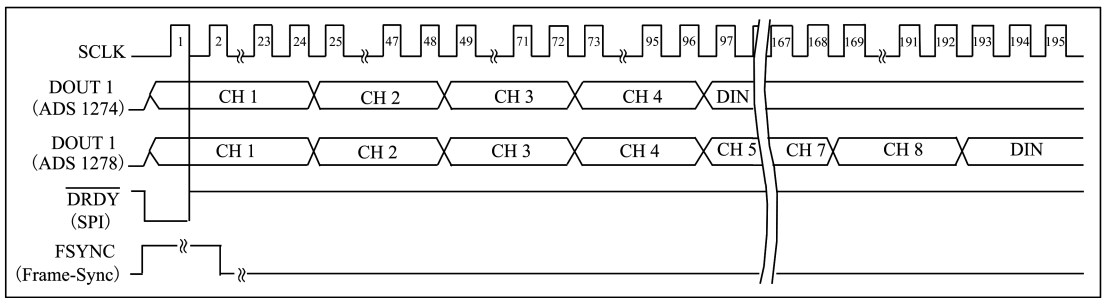 SCLK 1 2 23 24 25 47 48 49 71 72 73 95 96 97 167 168 169 191 192 193 194 195
DOUT 1
(ADS 1274)
CH 1 CH 2 CH 3 CH 4 DIN
DOUT 1
(ADS 1278)
CH 1 CH 2 CH 3 CH 4 CH 5 CH 7 CH 8 DIN
DRDY
(SPI)
FSYNC
(Frame-Sync)